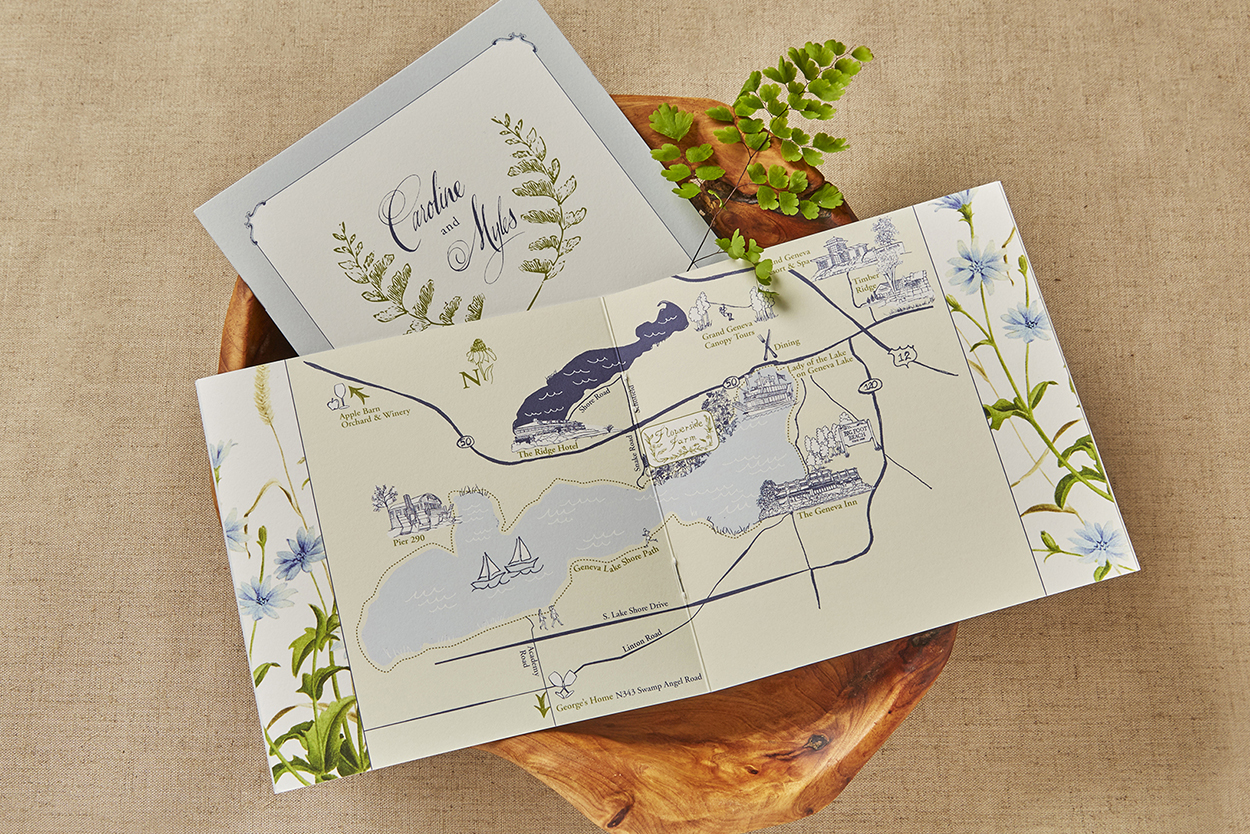 Caroline
and
Myles
Grand Geneva
Resort & Spa
Timber
Ridge
Grand Geneva
Canopy Tours
Dining
Lady of the Lake
on Geneva Lake
12
120
50
N
Apple Barn
Orchard & Winery
50
Shore Road
The Ridge Hotel
Snake Road
Flowerside
Farm
BIG FOOT
BEACH
The Geneva Inn
Pier 290
Geneva Lake Shore Path
S. Lake Shore Drive
Linton Road
Academy
Road
George's Home N343 Swamp Angel Road